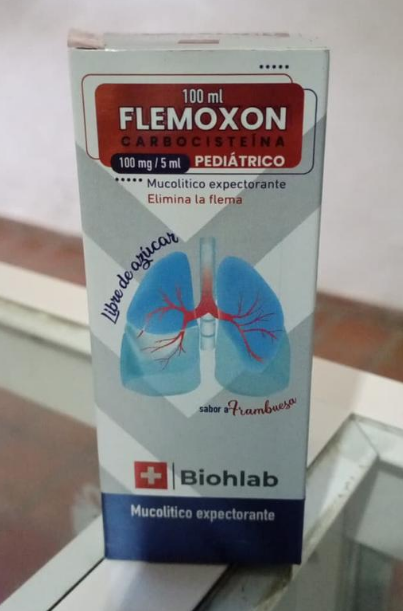 100 ml
FLEMOXON
CARBOCISTEÍNA
100 mg / 5 ml PEDIÁTRICO
Mucolitico expectorante
Elimina la flema
Libre de azúcar
sabor a Frambuesa
Biohlab
Mucolitico expectorante